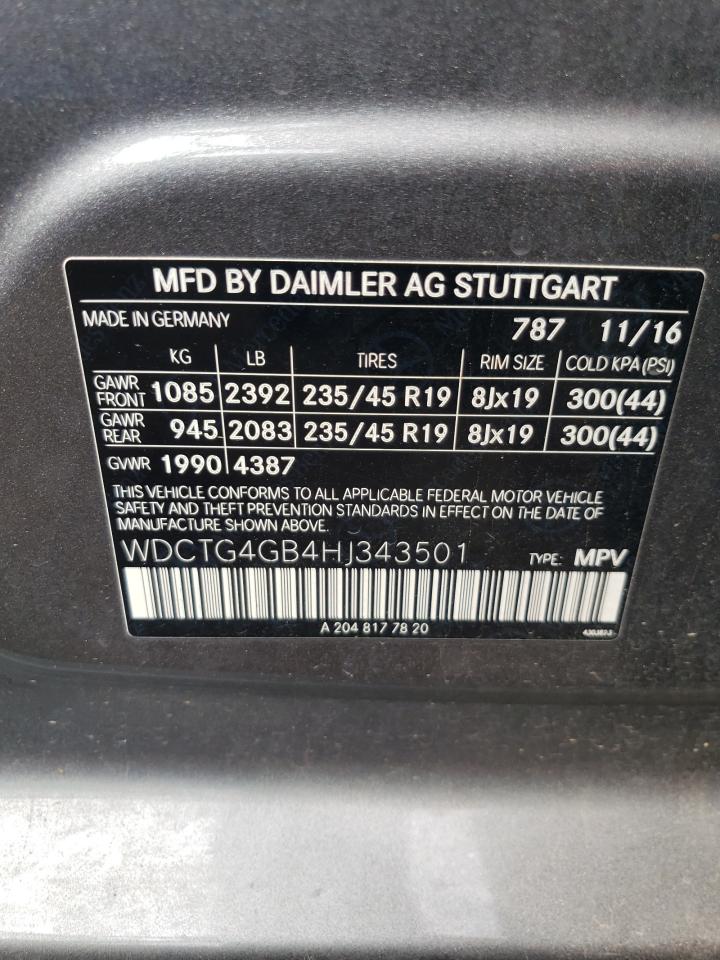 MFD BY DAIMLER AG STUTTGART
MADE IN GERMANY 787 11/16
KG LB TIRES RIM SIZE COLD KPA (PSI)
GAWR FRONT 1085 2392 235/45 R19 8Jx19 300(44)
GAWR REAR 945 2083 235/45 R19 8Jx19 300(44)
GVWR 1990 4387
THIS VEHICLE CONFORMS TO ALL APPLICABLE FEDERAL MOTOR VEHICLE
SAFETY AND THEFT PREVENTION STANDARDS IN EFFECT ON THE DATE OF
MANUFACTURE SHOWN ABOVE.
WDCTG4GB4HJ343501 TYPE: MPV
A 204 817 78 20